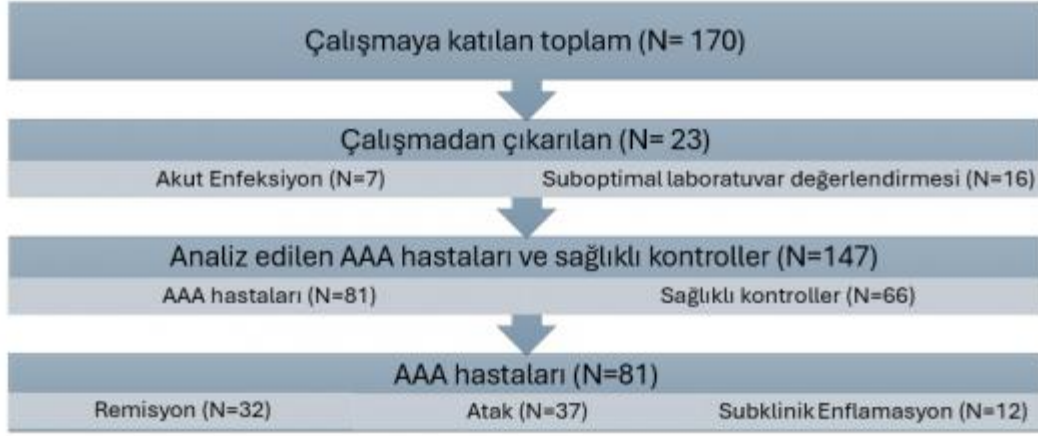 Çalışmaya katılan toplam (N= 170)
Çalışmadan çıkarılan (N= 23)
Akut Enfeksiyon (N=7) Suboptimal laboratuvar değerlendirmesi (N=16)
Analiz edilen AAA hastaları ve sağlıklı kontroller (N=147)
AAA hastaları (N=81) Sağlıklı kontroller (N=66)
AAA hastaları (N=81)
Remisyon (N=32) Atak (N=37) Subklinik Enflamasyon (N=12)